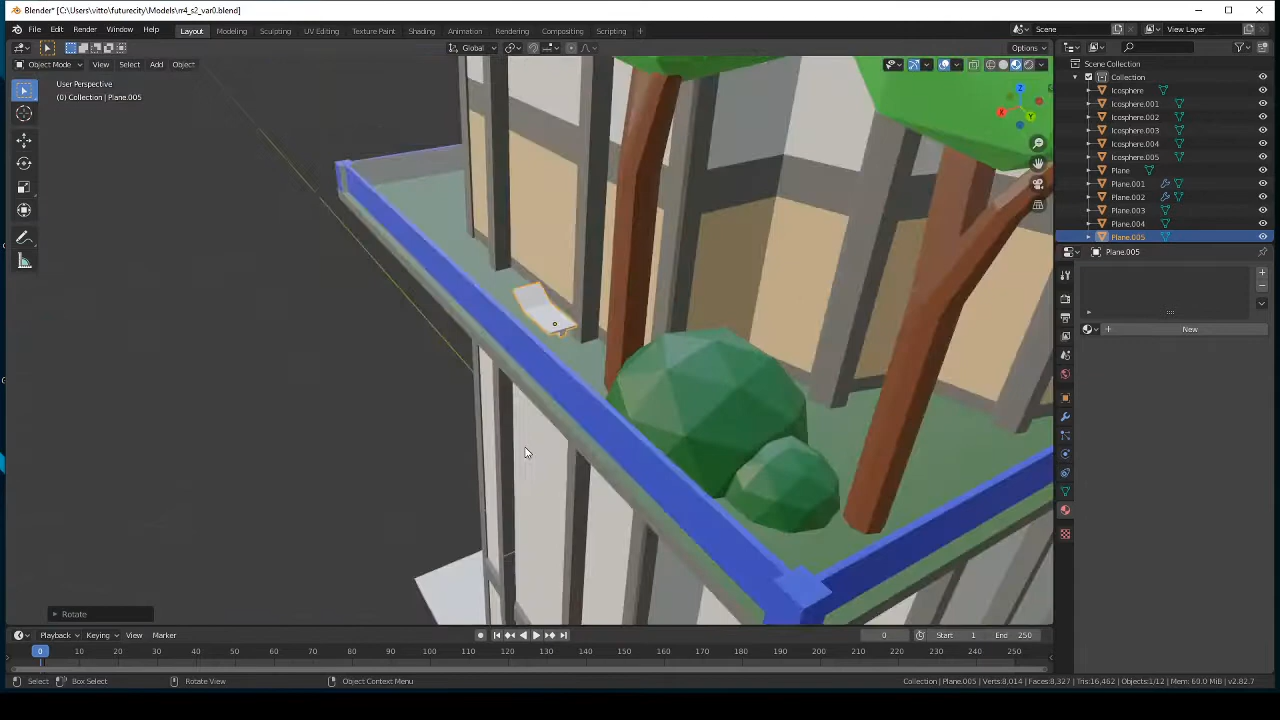 Blender* [C:\Users\vitto\futurecity\Models\rr4_s2_var0.blend]
File Edit Render Window Help Layout Modeling Sculpting UV Editing Texture Paint Shading Animation Rendering Compositing Scripting + Scene View Layer
Global Options
Object Mode View Select Add Object
User Perspective
(0) Collection | Plane.005
Z
X
Y
Scene Collection
Collection
Icosphere
Icosphere.001
Icosphere.002
Icosphere.003
Icosphere.004
Icosphere.005
Plane
Plane.001
Plane.002
Plane.003
Plane.004
Plane.005
Plane.005
New
Rotate
Playback Keying View Marker 0 Start 1 End 250
0 10 20 30 40 50 60 70 80 90 100 110 120 130 140 150 160 170 180 190 200 210 220 230 240 250
Select Box Select Rotate View Object Context Menu Collection | Plane.005 | Verts:8,014 | Faces:8,327 | Tris:16,462 | Objects:1/12 | Mem: 60.0 MiB | v2.82.7